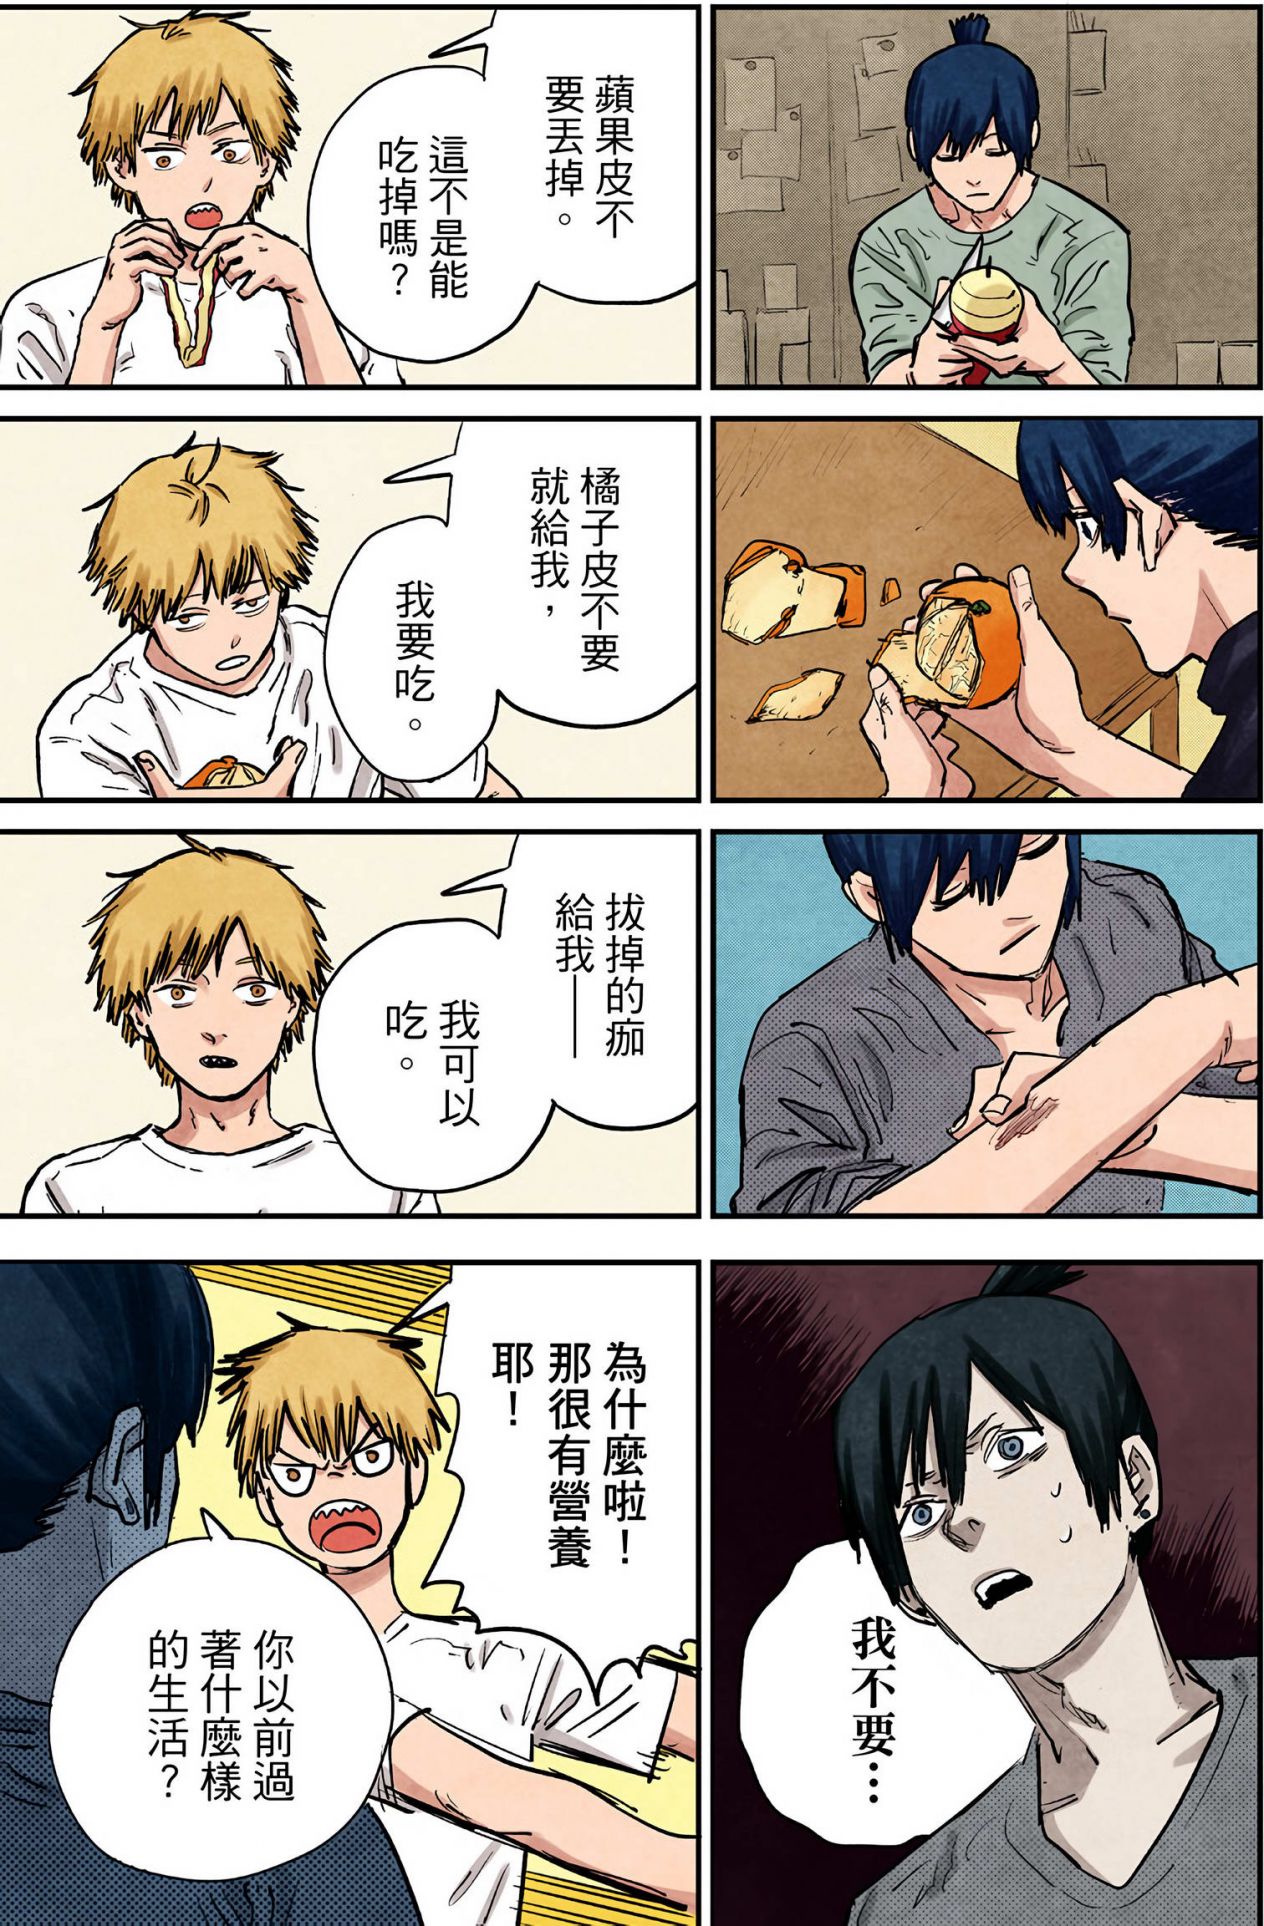 蘋果皮不
要丟掉。
這不是能
吃掉嗎？
橘子皮不要
就給我，
我要吃。
拔掉的痂
給我——
我可以
吃。
我不要⋯
為什麼啦！
那很有營養
耶！
你以前過
著什麼樣
的生活？